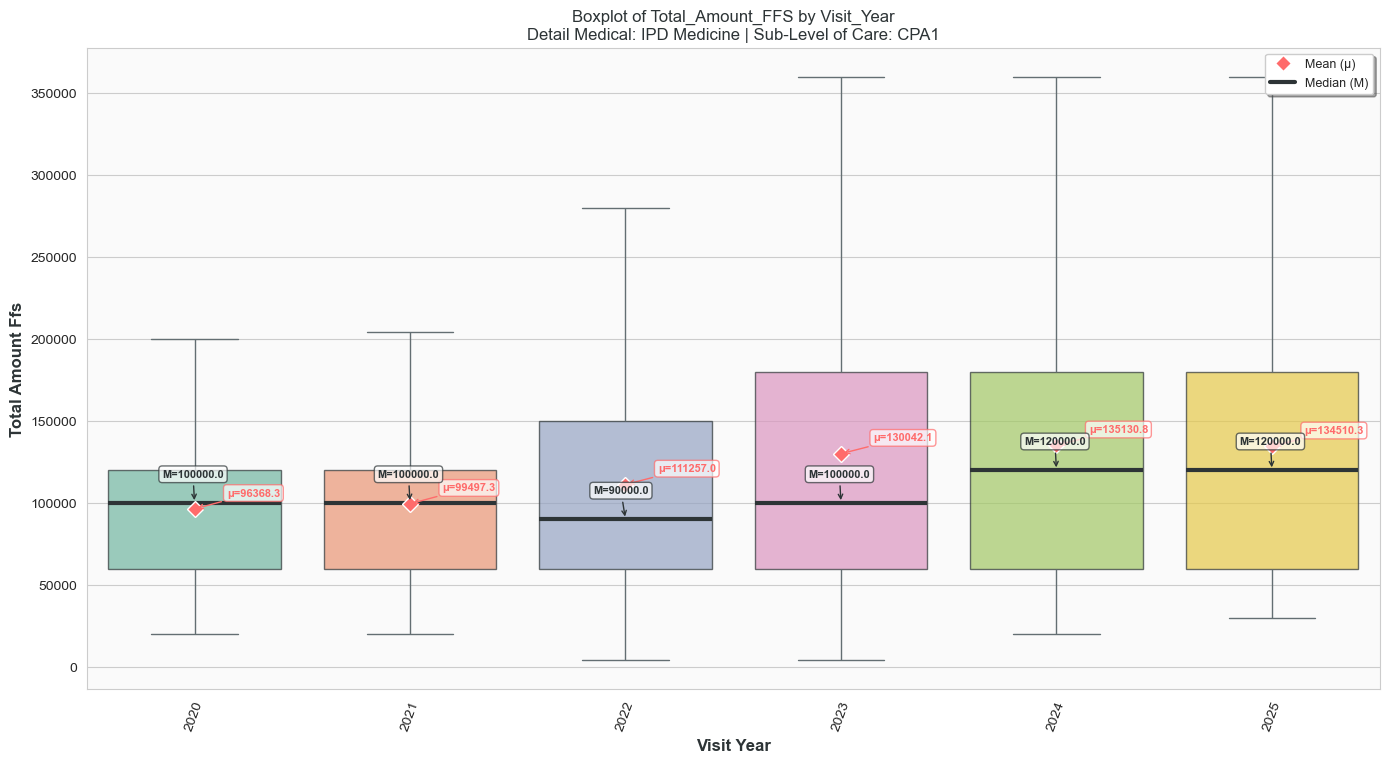 Boxplot of Total_Amount_FFS by Visit_Year
Detail Medical: IPD Medicine | Sub-Level of Care: CPA1
Mean (μ)
Median (M)
Total Amount Ffs
350000
300000
250000
200000
150000
100000
50000
0
M=100000.0
μ=96368.3
M=100000.0
μ=99497.3
M=90000.0
μ=111257.0
M=100000.0
μ=130042.1
M=120000.0
μ=135130.8
M=120000.0
μ=134510.3
2020
2021
2022
2023
2024
2025
Visit Year